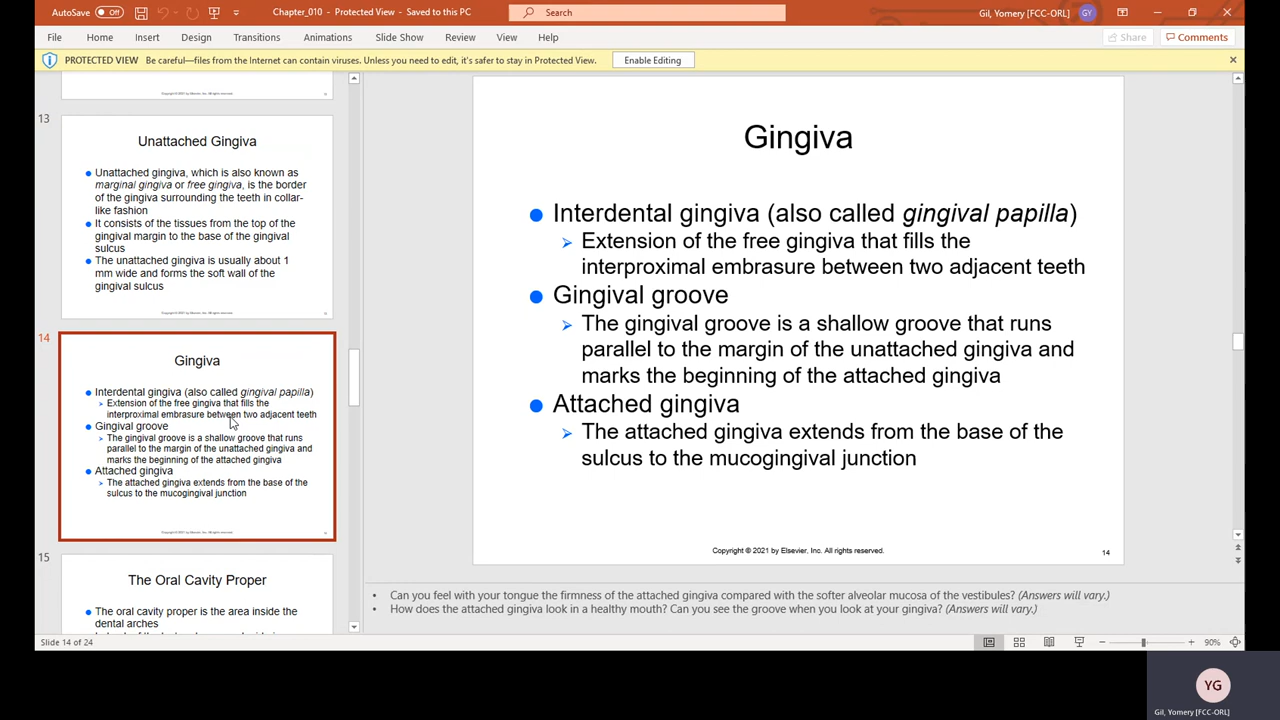 AutoSave Off Chapter_010 - Protected View - Saved to this PC Search Gil, Yomery [FCC-ORL] GY
File Home Insert Design Transitions Animations Slide Show Review View Help Share Comments
PROTECTED VIEW Be careful—files from the Internet can contain viruses. Unless you need to edit, it's safer to stay in Protected View. Enable Editing
13
Unattached Gingiva
Unattached gingiva, which is also known as
marginal gingiva or free gingiva, is the border
of the gingiva surrounding the teeth in collar-
like fashion
It consists of the tissues from the top of the
gingival margin to the base of the gingival
sulcus
The unattached gingiva is usually about 1
mm wide and forms the soft wall of the
gingival sulcus
Copyright © 2021 by Elsevier, Inc. All rights reserved.
14
Gingiva
Interdental gingiva (also called gingival papilla)
Extension of the free gingiva that fills the
interproximal embrasure between two adjacent teeth
Gingival groove
The gingival groove is a shallow groove that runs
parallel to the margin of the unattached gingiva and
marks the beginning of the attached gingiva
Attached gingiva
The attached gingiva extends from the base of the
sulcus to the mucogingival junction
Copyright © 2021 by Elsevier, Inc. All rights reserved.
15
The Oral Cavity Proper
The oral cavity proper is the area inside the
dental arches
Gingiva
Interdental gingiva (also called gingival papilla)
Extension of the free gingiva that fills the
interproximal embrasure between two adjacent teeth
Gingival groove
The gingival groove is a shallow groove that runs
parallel to the margin of the unattached gingiva and
marks the beginning of the attached gingiva
Attached gingiva
The attached gingiva extends from the base of the
sulcus to the mucogingival junction
Copyright © 2021 by Elsevier, Inc. All rights reserved.
14
Can you feel with your tongue the firmness of the attached gingiva compared with the softer alveolar mucosa of the vestibules? (Answers will vary.)
How does the attached gingiva look in a healthy mouth? Can you see the groove when you look at your gingiva? (Answers will vary.)
Slide 14 of 24 90%
YG
Gil, Yomery [FCC-ORL]